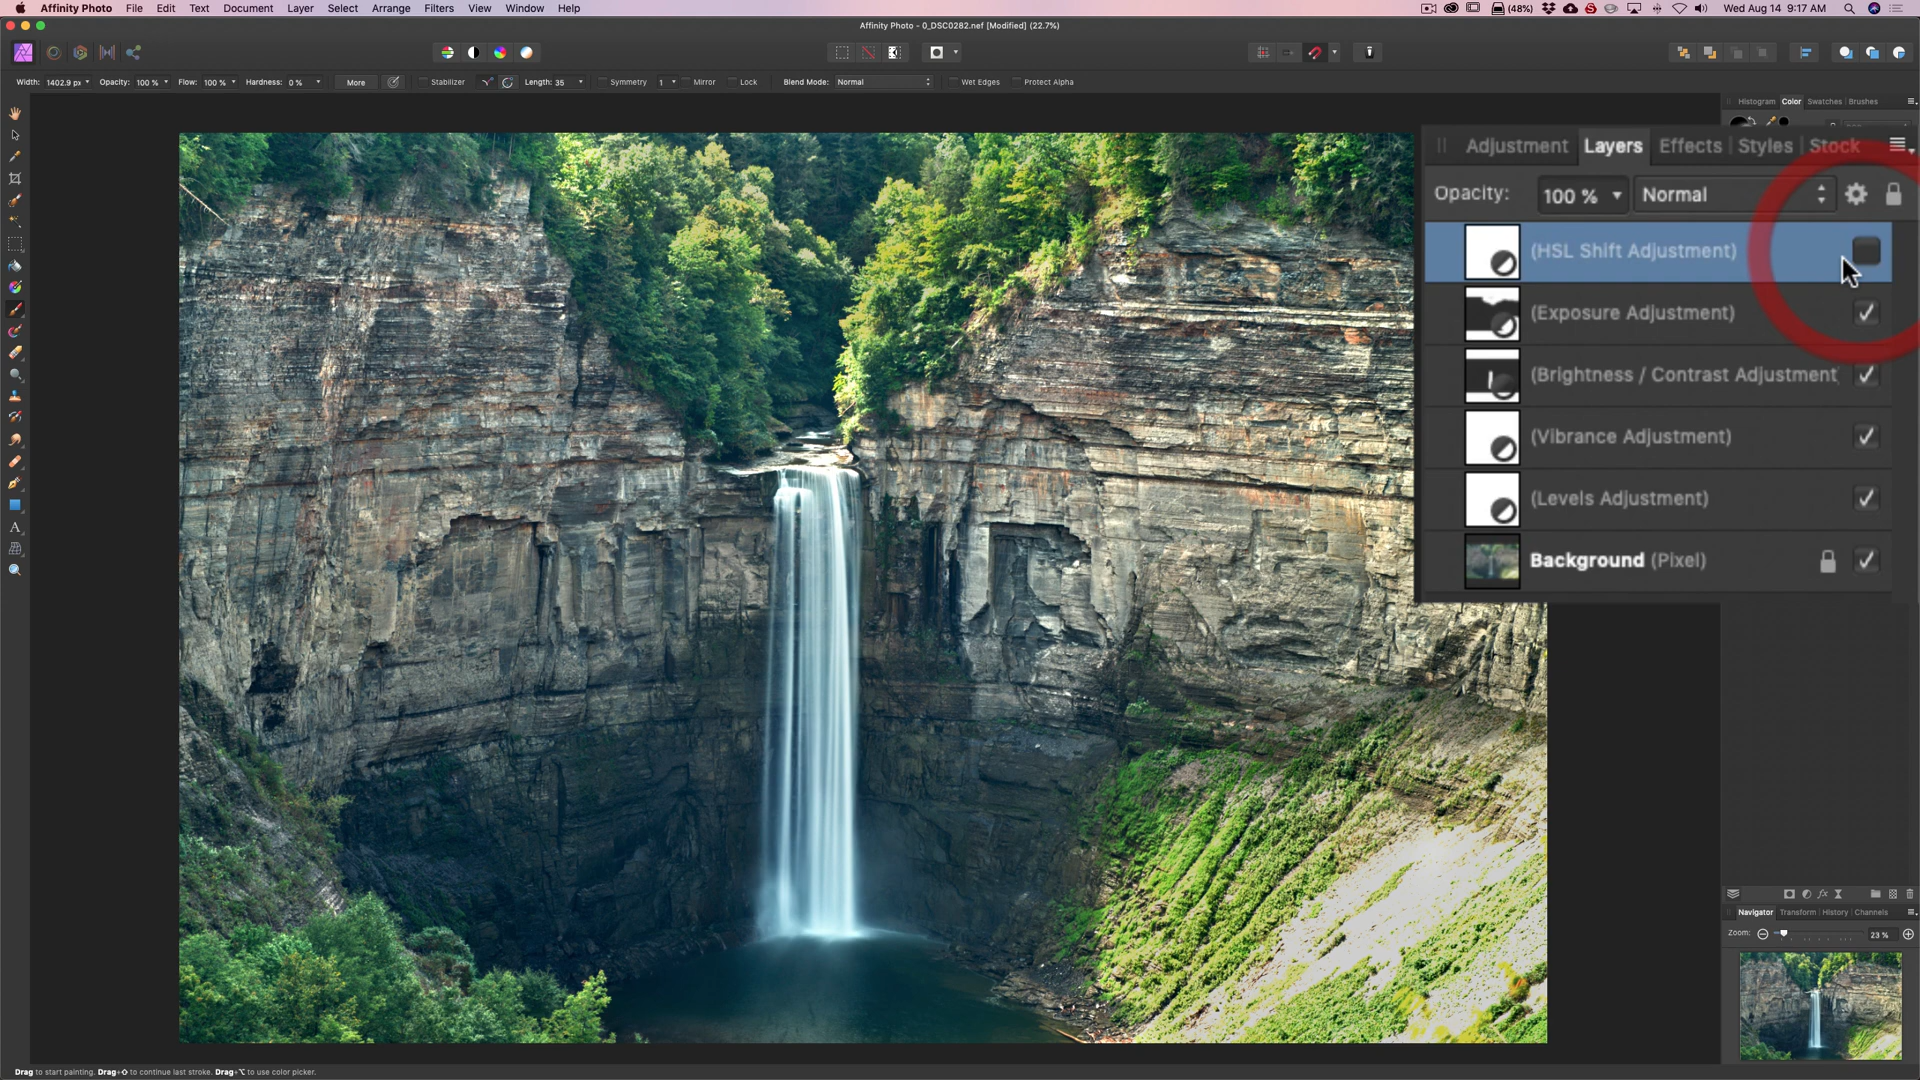 Affinity Photo File Edit Text Document Layer Select Arrange Filters View Window Help
(48%) Wed Aug 14 9:17 AM
Affinity Photo - 0_DSC0282.nef [Modified] (22.7%)
Width: 1402.9 px Opacity: 100 % Flow: 100 % Hardness: 0 % More Stabilizer Length: 35 Symmetry 1 Mirror Lock Blend Mode: Normal Wet Edges Protect Alpha
Histogram Color Swatches Brushes
Adjustment Layers Effects Styles Stock
Opacity: 100 % Normal
(HSL Shift Adjustment)
(Exposure Adjustment)
(Brightness / Contrast Adjustment
(Vibrance Adjustment)
(Levels Adjustment)
Background (Pixel)
Navigator Transform History Channels
Zoom: 23 %
Drag to start painting. Drag+⇧ to continue last stroke. Drag+⌥ to use color picker.